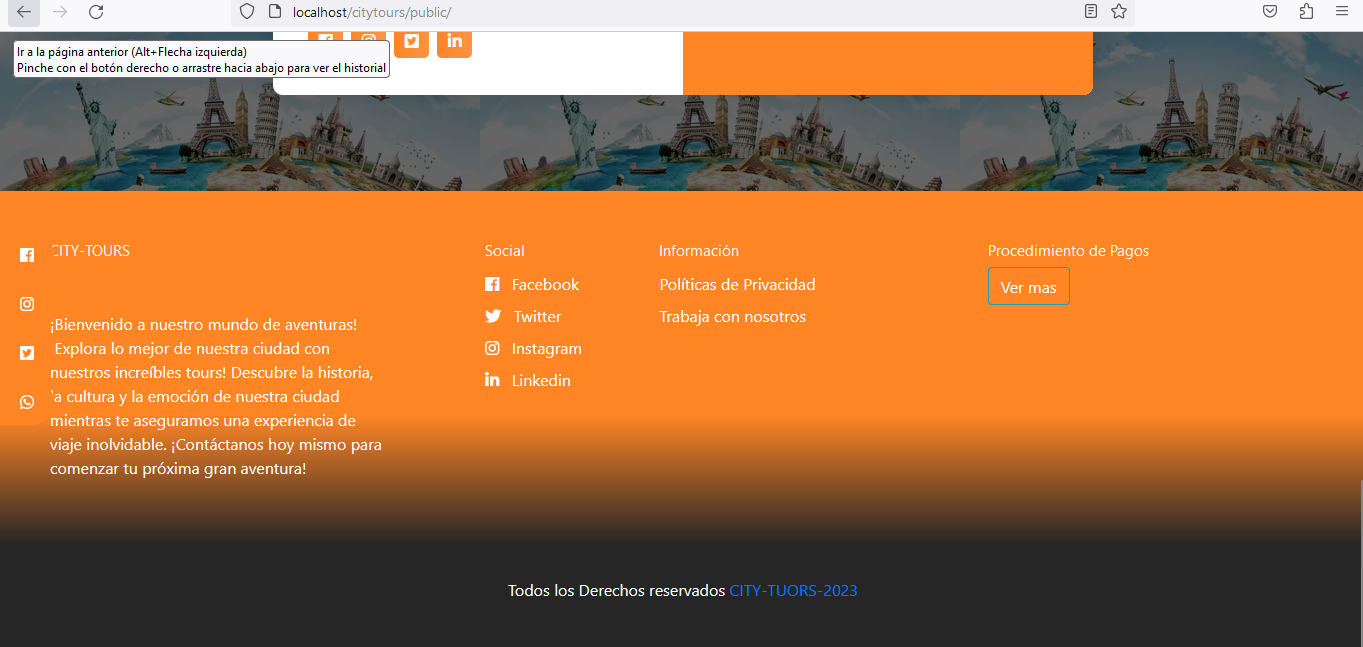 localhost/citytours/public/
Ir a la página anterior (Alt+Flecha izquierda)
Pinche con el botón derecho o arrastre hacia abajo para ver el historial
CITY-TOURS
¡Bienvenido a nuestro mundo de aventuras!
Explora lo mejor de nuestra ciudad con
nuestros increíbles tours! Descubre la historia,
la cultura y la emoción de nuestra ciudad
mientras te aseguramos una experiencia de
viaje inolvidable. ¡Contáctanos hoy mismo para
comenzar tu próxima gran aventura!
Social
Facebook
Twitter
Instagram
Linkedin
Información
Políticas de Privacidad
Trabaja con nosotros
Procedimiento de Pagos
Ver mas
Todos los Derechos reservados CITY-TUORS-2023